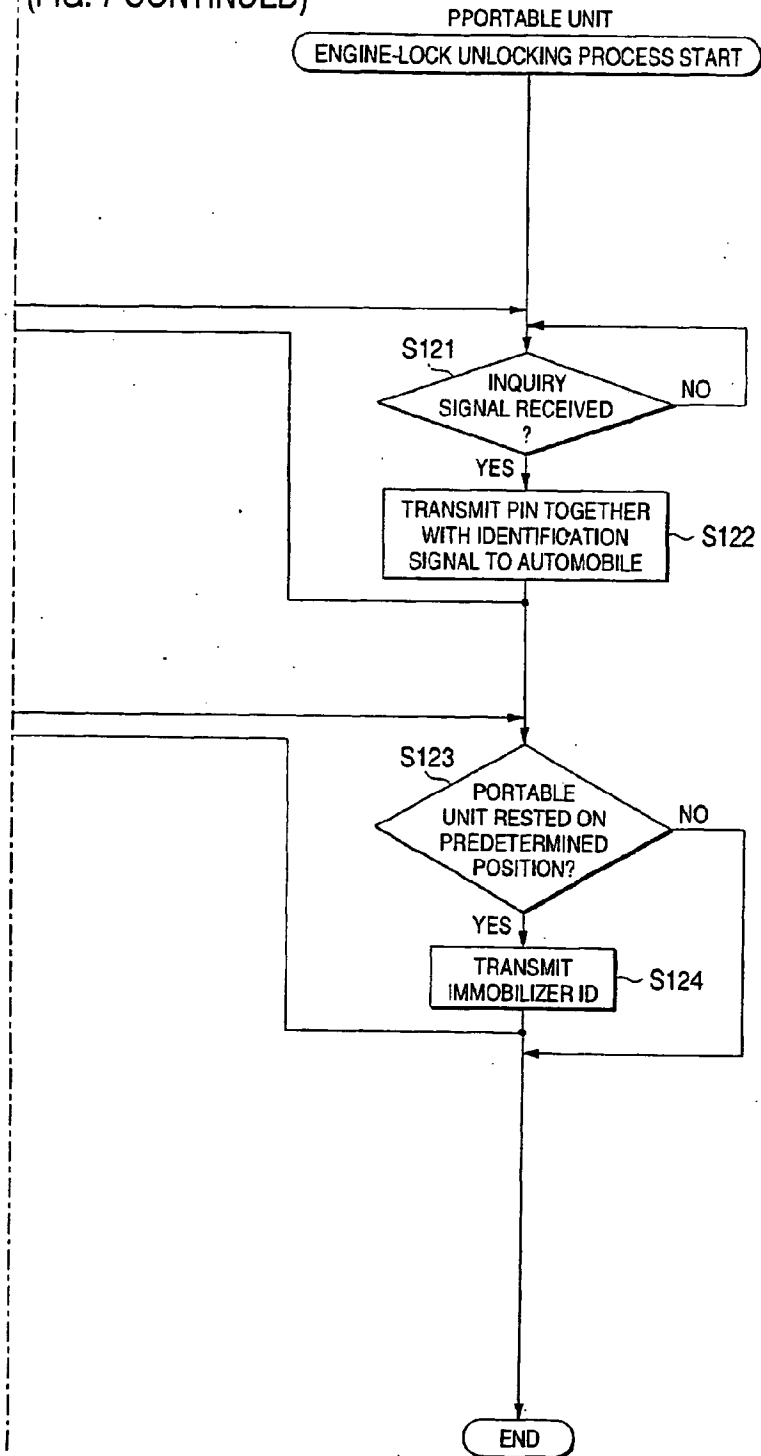 (FIG. 7 CONTINUED)
PPORTABLE UNIT
ENGINE-LOCK UNLOCKING PROCESS START
S121
INQUIRY
SIGNAL RECEIVED
?
NO
YES
TRANSMIT PIN TOGETHER
WITH IDENTIFICATION
SIGNAL TO AUTOMOBILE
S122
S123
PORTABLE
UNIT RESTED ON
PREDETERMINED
POSITION?
NO
YES
TRANSMIT
IMMOBILIZER ID
S124
END